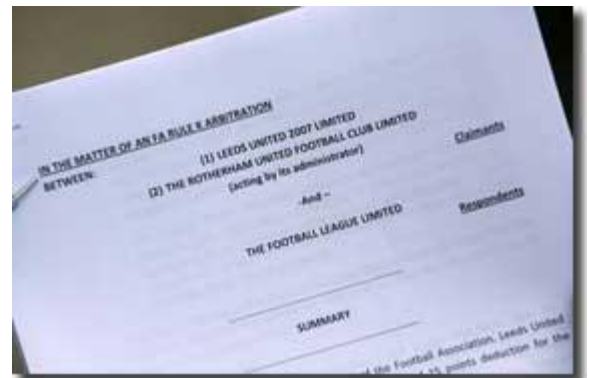 IN THE MATTER OF AN FA RULE K ARBITRATION
BETWEEN:
(1) LEEDS UNITED 2007 LIMITED
(2) THE ROTHERHAM UNITED FOOTBALL CLUB LIMITED
(acting by its administrator)
Claimants
-And –
THE FOOTBALL LEAGUE LIMITED
Respondents
SUMMARY
the Football Association. Leeds United
15 points deduction for the